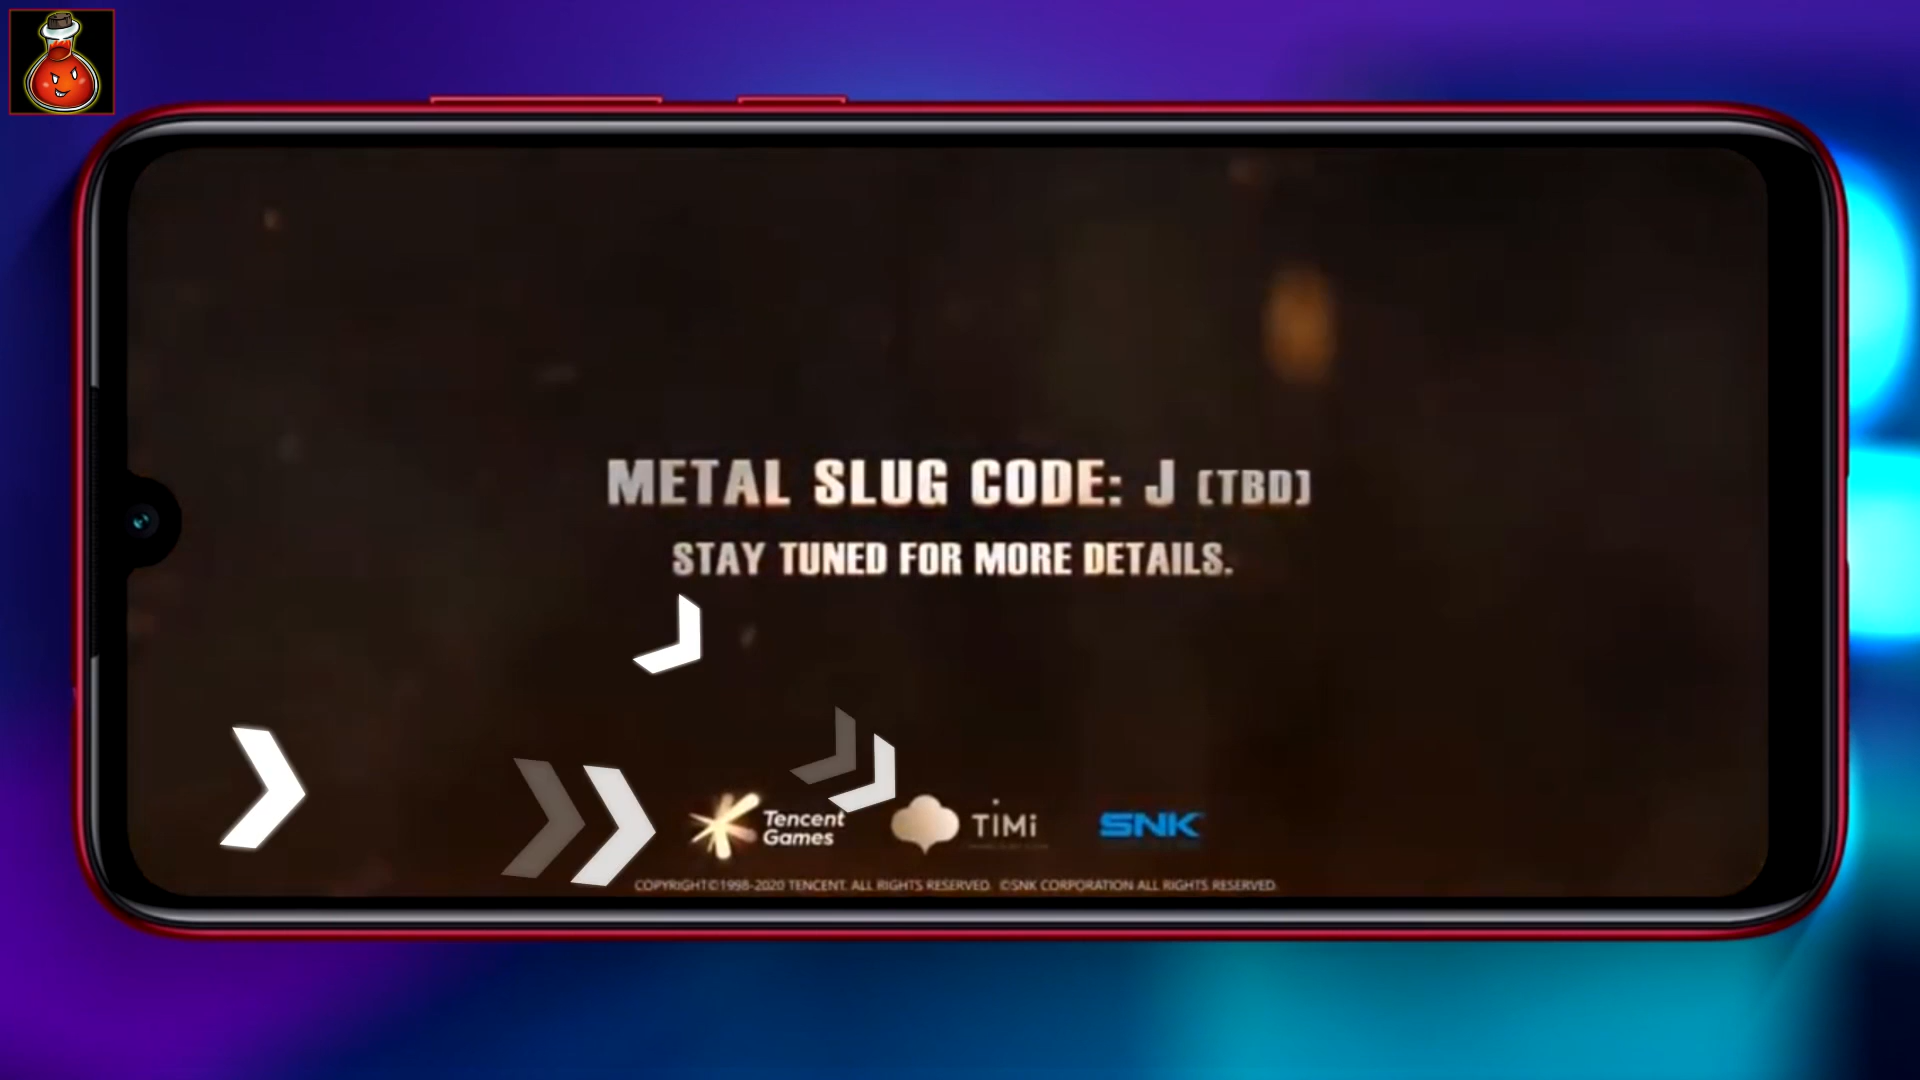 METAL SLUG CODE: J (TBD)
STAY TUNED FOR MORE DETAILS.
Tencent
Games
TiMi
SNK
COPYRIGHT©1998-2020 TENCENT. ALL RIGHTS RESERVED. ©SNK CORPORATION ALL RIGHTS RESERVED.